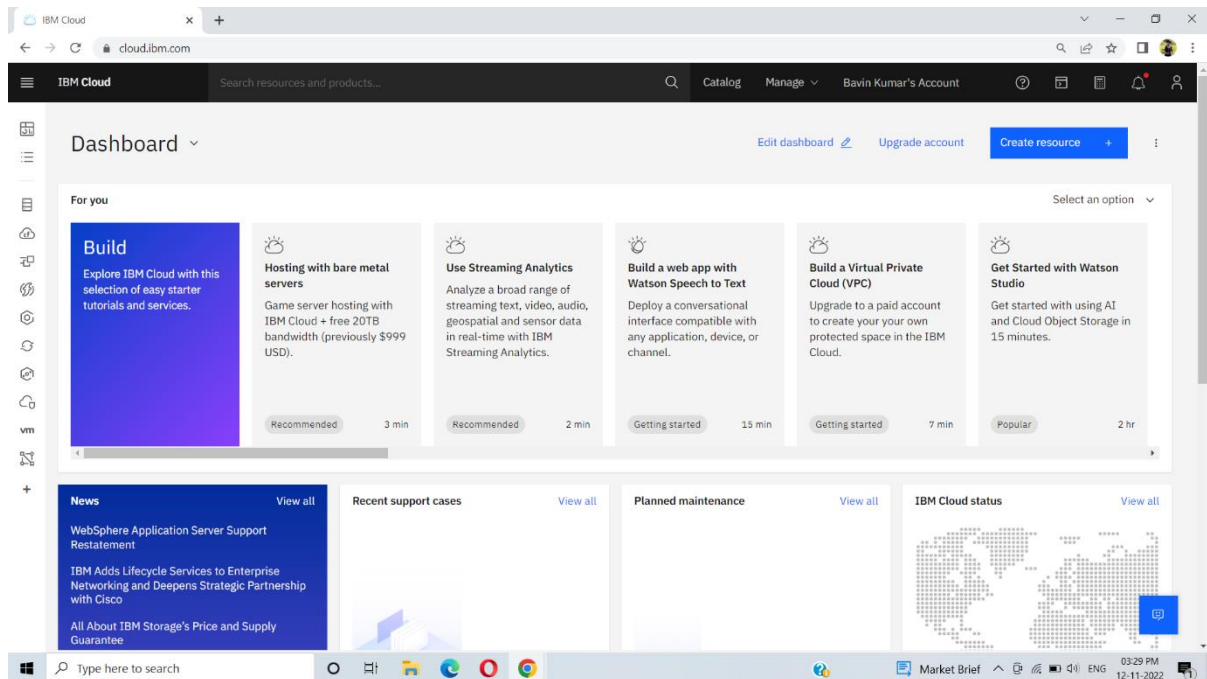 IBM Cloud
cloud.ibm.com
IBM Cloud
Search resources and products...
Catalog
Manage
Bavin Kumar's Account
Dashboard
Edit dashboard
Upgrade account
Create resource +
For you
Select an option
Build
Explore IBM Cloud with this
selection of easy starter
tutorials and services.
Hosting with bare metal
servers
Game server hosting with
IBM Cloud + free 20TB
bandwidth (previously $999
USD).
Recommended
3 min
Use Streaming Analytics
Analyze a broad range of
streaming text, video, audio,
geospatial and sensor data
in real-time with IBM
Streaming Analytics.
Recommended
2 min
Build a web app with
Watson Speech to Text
Deploy a conversational
interface compatible with
any application, device, or
channel.
Getting started
15 min
Build a Virtual Private
Cloud (VPC)
Upgrade to a paid account
to create your your own
protected space in the IBM
Cloud.
Getting started
7 min
Get Started with Watson
Studio
Get started with using AI
and Cloud Object Storage in
15 minutes.
Popular
2 hr
vm
News
View all
WebSphere Application Server Support
Restatement
IBM Adds Lifecycle Services to Enterprise
Networking and Deepens Strategic Partnership
with Cisco
All About IBM Storage's Price and Supply
Guarantee
Recent support cases
View all
Planned maintenance
View all
IBM Cloud status
View all
Type here to search
Market Brief
ENG
03:29 PM
12-11-2022